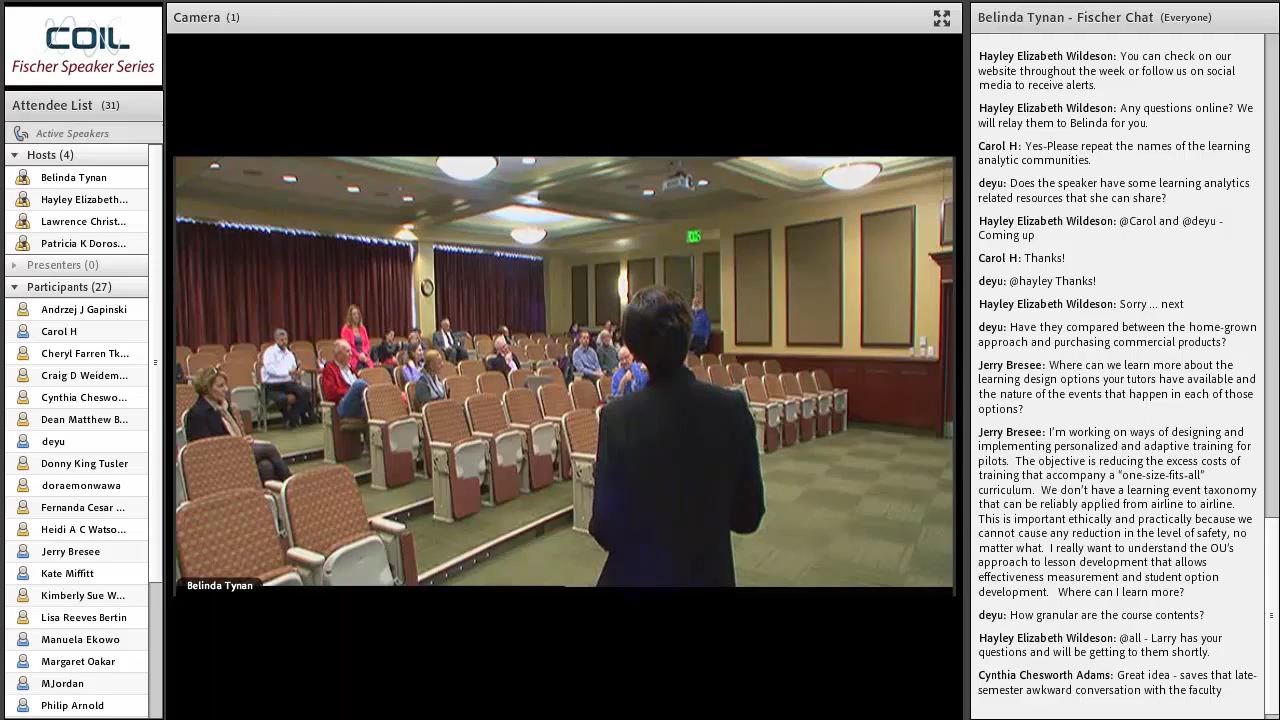 COIL
Fischer Speaker Series
Attendee List (31)
Active Speakers
Hosts (4)
Belinda Tynan
Hayley Elizabeth...
Lawrence Christ...
Patricia K Doros...
Presenters (0)
Participants (27)
Andrzej J Gapinski
Carol H
Cheryl Farren Tk...
Craig D Weidem...
Cynthia Cheswo...
Dean Matthew B...
deyu
Donny King Tusler
doraemonwawa
Fernanda Cesar ...
Heidi A C Watso...
Jerry Bresee
Kate Miffitt
Kimberly Sue W...
Lisa Reeves Bertin
Manuela Ekowo
Margaret Oakar
MJordan
Philip Arnold
Camera (1)
Belinda Tynan
Belinda Tynan - Fischer Chat (Everyone)
Hayley Elizabeth Wildeson: You can check on our
website throughout the week or follow us on social
media to receive alerts.
Hayley Elizabeth Wildeson: Any questions online? We
will relay them to Belinda for you.
Carol H: Yes-Please repeat the names of the learning
analytic communities.
deyu: Does the speaker have some learning analytics
related resources that she can share?
Hayley Elizabeth Wildeson: @Carol and @deyu -
Coming up
Carol H: Thanks!
deyu: @hayley Thanks!
Hayley Elizabeth Wildeson: Sorry ... next
deyu: Have they compared between the home-grown
approach and purchasing commercial products?
Jerry Bresee: Where can we learn more about the
learning design options your tutors have available and
the nature of the events that happen in each of those
options?
Jerry Bresee: I'm working on ways of designing and
implementing personalized and adaptive training for
pilots. The objective is reducing the excess costs of
training that accompany a "one-size-fits-all"
curriculum. We don't have a learning event taxonomy
that can be reliably applied from airline to airline.
This is important ethically and practically because we
cannot cause any reduction in the level of safety, no
matter what. I really want to understand the OU's
approach to lesson development that allows
effectiveness measurement and student option
development. Where can I learn more?
deyu: How granular are the course contents?
Hayley Elizabeth Wildeson: @all - Larry has your
questions and will be getting to them shortly.
Cynthia Chesworth Adams: Great idea - saves that late-
semester awkward conversation with the faculty